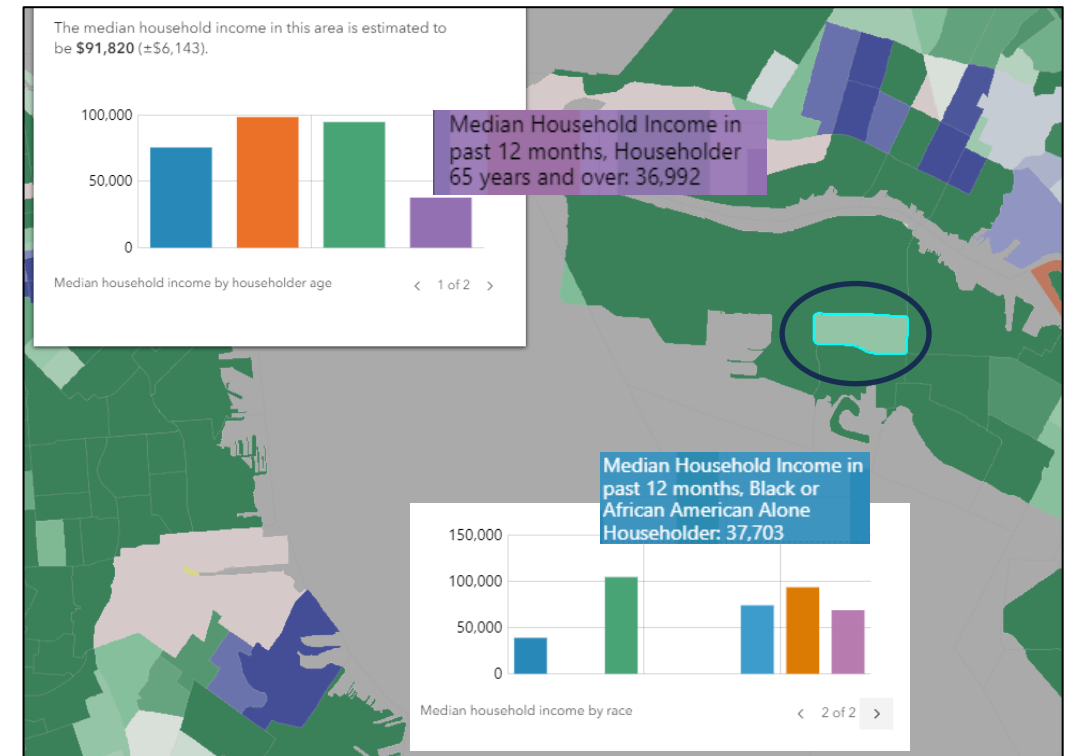 The median household income in this area is estimated to
be $91,820 (±$6,143).
100,000
50,000
0
Median Household Income in
past 12 months, Householder
65 years and over: 36,992
Median household income by householder age
< 1 of 2 >
Median Household Income in
past 12 months, Black or
African American Alone
Householder: 37,703
150,000
100,000
50,000
0
Median household income by race
< 2 of 2 >